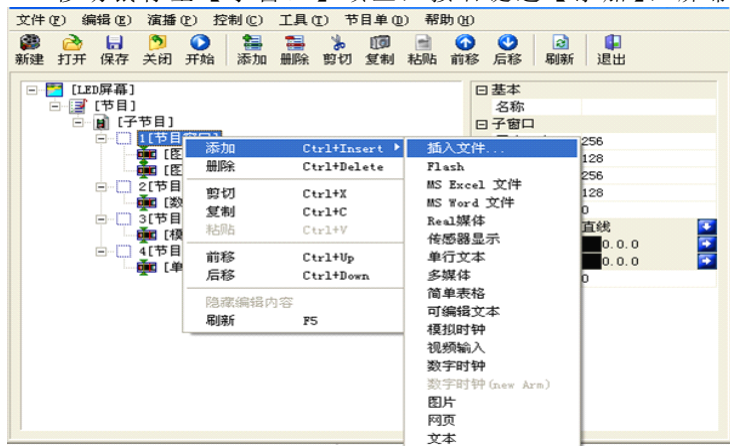 文件(F) 编辑(E) 演播(P) 控制(C) 工具(T) 节目单(D) 帮助(H)
新建 打开 保存 关闭 开始 添加 删除 剪切 复制 粘贴 前移 后移 刷新 退出
[LED屏幕]
[节目]
[子节目]
1[节目窗口]
[图
[图
2[节目
[数
3[节目
[模
4[节目
[单
添加 Ctrl+Insert
删除 Ctrl+Delete
剪切 Ctrl+X
复制 Ctrl+C
粘贴 Ctrl+V
前移 Ctrl+Up
后移 Ctrl+Down
隐藏编辑内容
刷新 F5
插入文件...
Flash
MS Excel 文件
MS Word 文件
Real媒体
传感器显示
单行文本
多媒体
简单表格
可编辑文本
模拟时钟
视频输入
数字时钟
数字时钟(new Arm)
图片
网页
文本
基本
名称
子窗口
256
128
256
128
0
直线
0.0.0
0.0.0
0